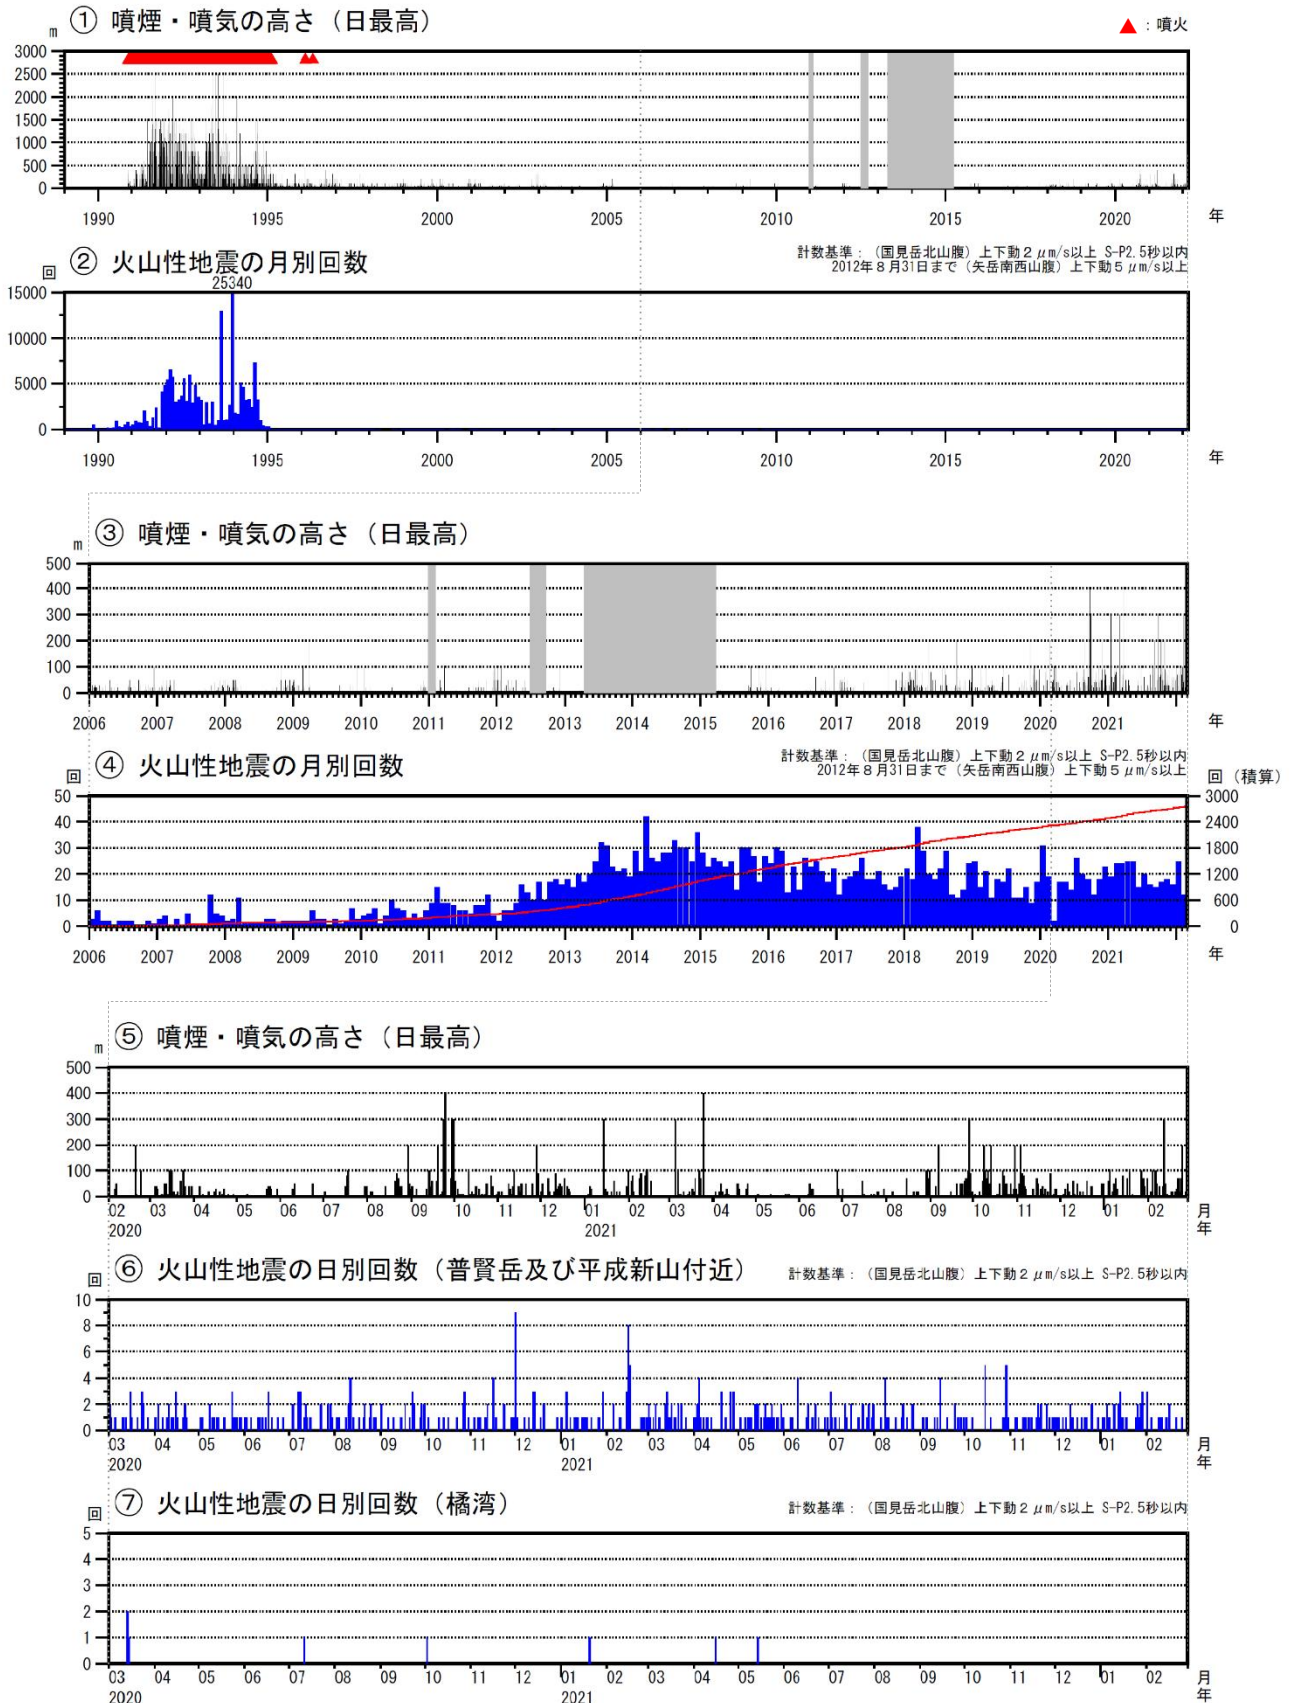 ① 噴煙・噴気の高さ（日最高）
▲ ：噴火
m
3000
2500
2000
1500
1000
500
0
1990 1995 2000 2005 2010 2015 2020 年
② 火山性地震の月別回数
計数基準：（国見岳北山腹）上下動２μm/s以上 S-P2.5秒以内
2012年８月31日まで（矢岳南西山腹）上下動５μm/s以上
回
25340
15000
10000
5000
0
1990 1995 2000 2005 2010 2015 2020 年
③ 噴煙・噴気の高さ（日最高）
m
500
400
300
200
100
0
2006 2007 2008 2009 2010 2011 2012 2013 2014 2015 2016 2017 2018 2019 2020 2021 年
④ 火山性地震の月別回数
計数基準：（国見岳北山腹）上下動２μm/s以上 S-P2.5秒以内
2012年８月31日まで（矢岳南西山腹）上下動５μm/s以上
回 回（積算）
50 3000
40 2400
30 1800
20 1200
10 600
0 0
2006 2007 2008 2009 2010 2011 2012 2013 2014 2015 2016 2017 2018 2019 2020 2021 年
⑤ 噴煙・噴気の高さ（日最高）
m
500
400
300
200
100
0
02 03 04 05 06 07 08 09 10 11 12 01 02 03 04 05 06 07 08 09 10 11 12 01 02 月
2020 2021 年
⑥ 火山性地震の日別回数（普賢岳及び平成新山付近）
計数基準：（国見岳北山腹）上下動２μm/s以上 S-P2.5秒以内
回
10
8
6
4
2
0
03 04 05 06 07 08 09 10 11 12 01 02 03 04 05 06 07 08 09 10 11 12 01 02 月
2020 2021 年
⑦ 火山性地震の日別回数（橘湾）
計数基準：（国見岳北山腹）上下動２μm/s以上 S-P2.5秒以内
回
5
4
3
2
1
0
03 04 05 06 07 08 09 10 11 12 01 02 03 04 05 06 07 08 09 10 11 12 01 02 月
2020 2021 年